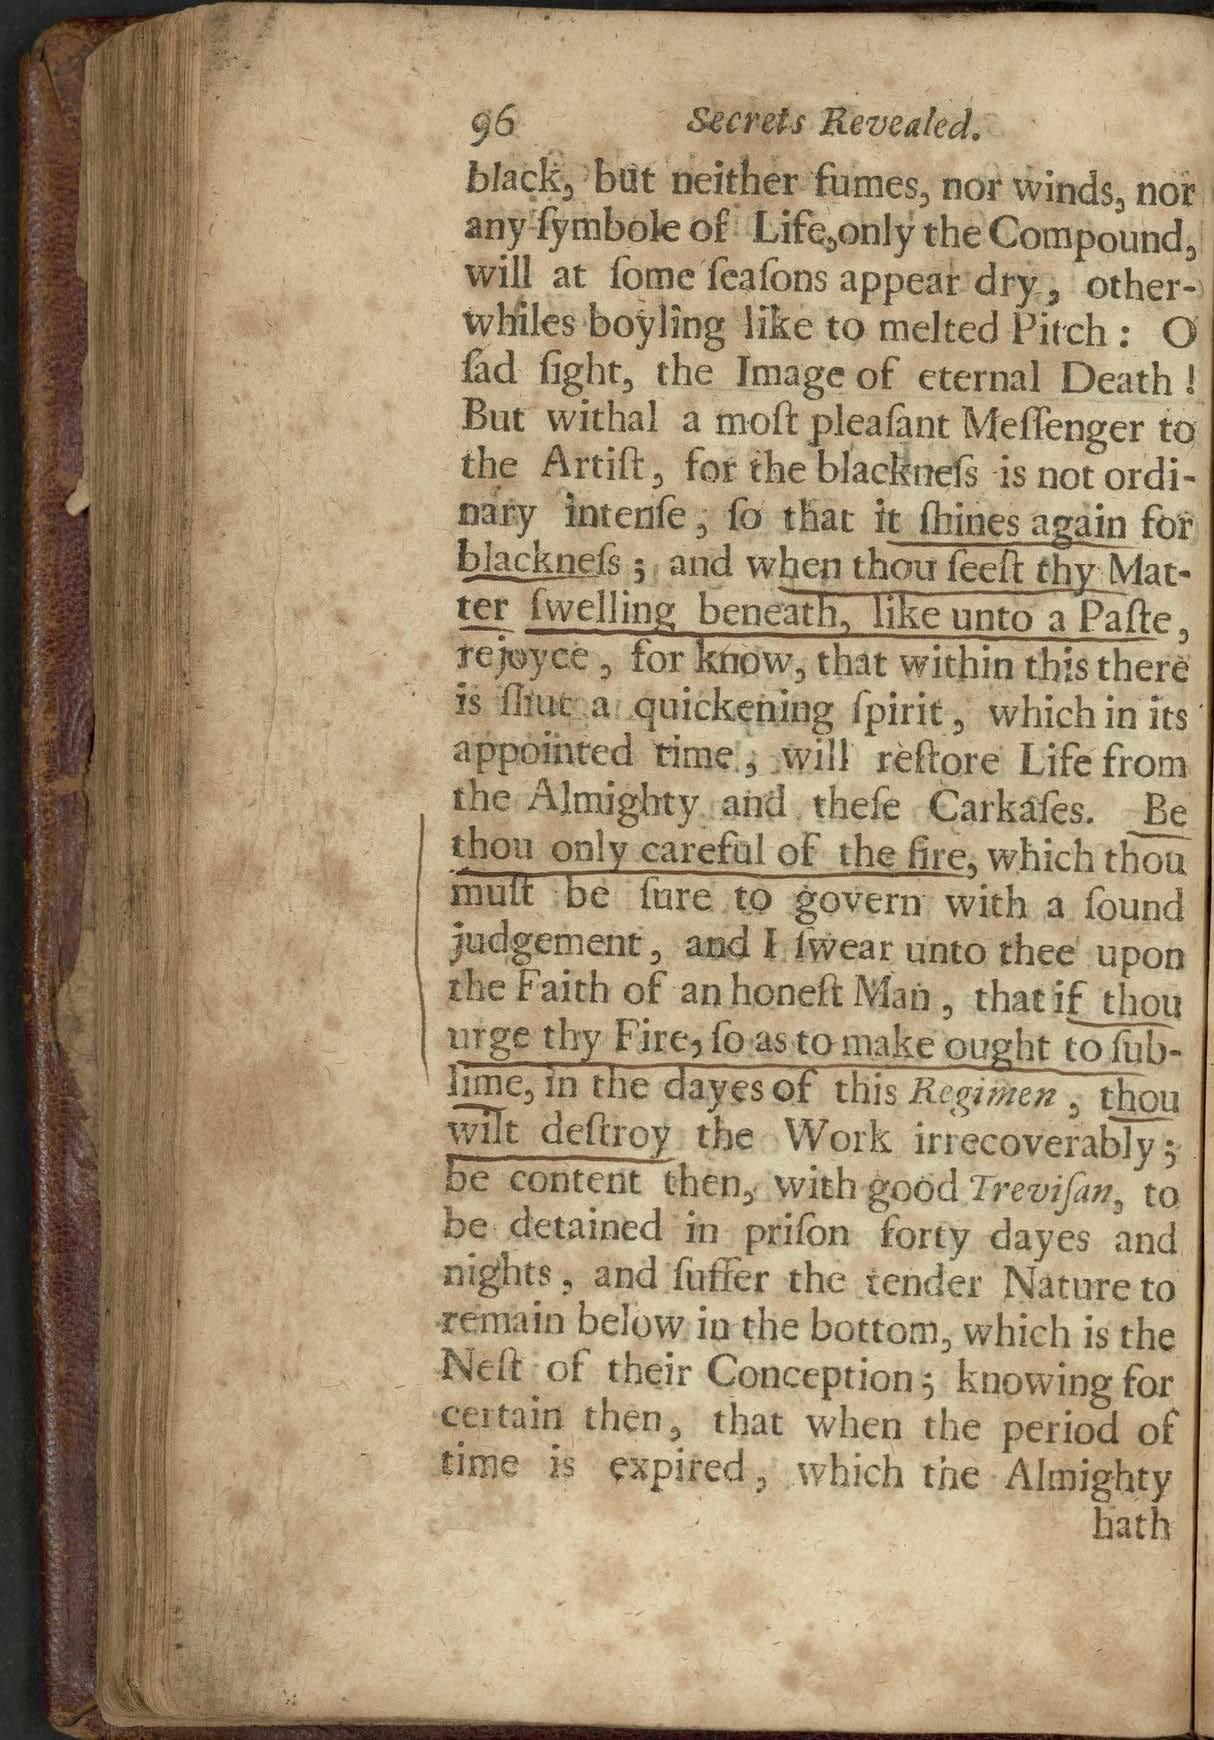 96 Secrets Revealed.
black, but neither fumes, nor winds, nor
any ſymbole of Life, only the Compound,
will at ſome ſeaſons appear dry, other-
whiles boyling like to melted Pitch: O
ſad ſight, the Image of eternal Death!
But withal a moſt pleaſant Meſſenger to
the Artiſt, for the blackneſs is not ordi-
nary intenſe, ſo that it ſhines again for
blackneſs; and when thou ſeeſt thy Mat-
ter ſwelling beneath, like unto a Paſte,
rejoyce, for know, that within this there
is ſhut a quickening ſpirit, which in its
appointed time, will reſtore Life from
the Almighty and theſe Carkaſes. Be
thou only careful of the fire, which thou
muſt be ſure to govern with a ſound
judgement, and I ſwear unto thee upon
the Faith of an honeſt Man, that if thou
urge thy Fire, ſo as to make ought to ſub-
lime, in the dayes of this Regimen, thou
wilt deſtroy the Work irrecoverably;
be content then, with good Treviſan, to
be detained in priſon forty dayes and
nights, and ſuffer the tender Nature to
remain below in the bottom, which is the
Neſt of their Conception; knowing for
certain then, that when the period of
time is expired, which the Almighty
hath